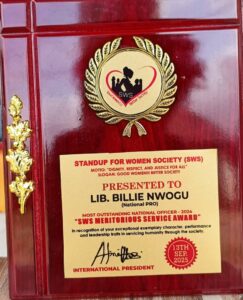 SWS
STANDUP FOR WOMEN SOCIETY (SWS)
MOTTO: "DIGNITY, RESPECT, AND JUSTICE FOR ALL"
SLOGAN: GOOD WOMEN!!! BETTER SOCIETY
PRESENTED TO
LIB. BILLIE NWOGU
(National PRO)
MOST OUTSTANDING NATIONAL OFFICER - 2024
"SWS MERITORIOUS SERVICE AWARD"
In recognition of your exceptional exemplary character, performance
and leadership traits in servicing humanity through the society.
INTERNATIONAL PRESIDENT
13TH
SEP.
2025